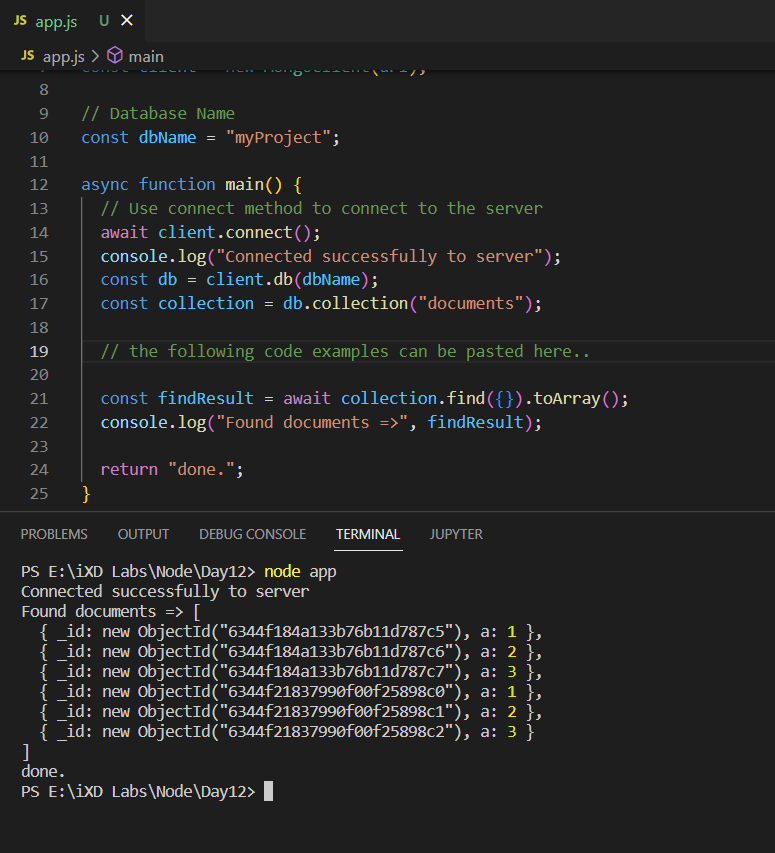 JS app.js U
JS app.js > main
7 const client = new MongoClient(url);
8
9 // Database Name
10 const dbName = "myProject";
11
12 async function main() {
13 // Use connect method to connect to the server
14 await client.connect();
15 console.log("Connected successfully to server");
16 const db = client.db(dbName);
17 const collection = db.collection("documents");
18
19 // the following code examples can be pasted here..
20
21 const findResult = await collection.find({}).toArray();
22 console.log("Found documents =>", findResult);
23
24 return "done.";
25 }
PROBLEMS OUTPUT DEBUG CONSOLE TERMINAL JUPYTER
PS E:\iXD Labs\Node\Day12> node app
Connected successfully to server
Found documents => [
{ _id: new ObjectId("6344f184a133b76b11d787c5"), a: 1 },
{ _id: new ObjectId("6344f184a133b76b11d787c6"), a: 2 },
{ _id: new ObjectId("6344f184a133b76b11d787c7"), a: 3 },
{ _id: new ObjectId("6344f21837990f00f25898c0"), a: 1 },
{ _id: new ObjectId("6344f21837990f00f25898c1"), a: 2 },
{ _id: new ObjectId("6344f21837990f00f25898c2"), a: 3 }
]
done.
PS E:\iXD Labs\Node\Day12>